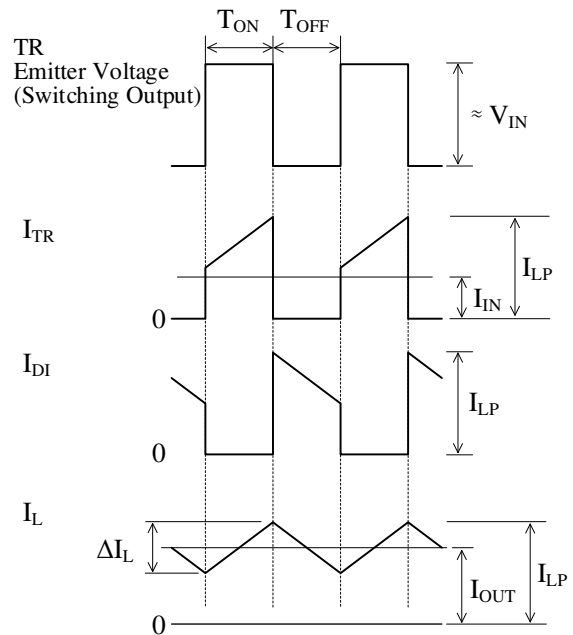 T_ON T_OFF
TR
Emitter Voltage
(Switching Output)
≈ V_IN
I_TR
I_LP
I_IN
0
I_DI
I_LP
0
I_L
ΔI_L
I_OUT
I_LP
0